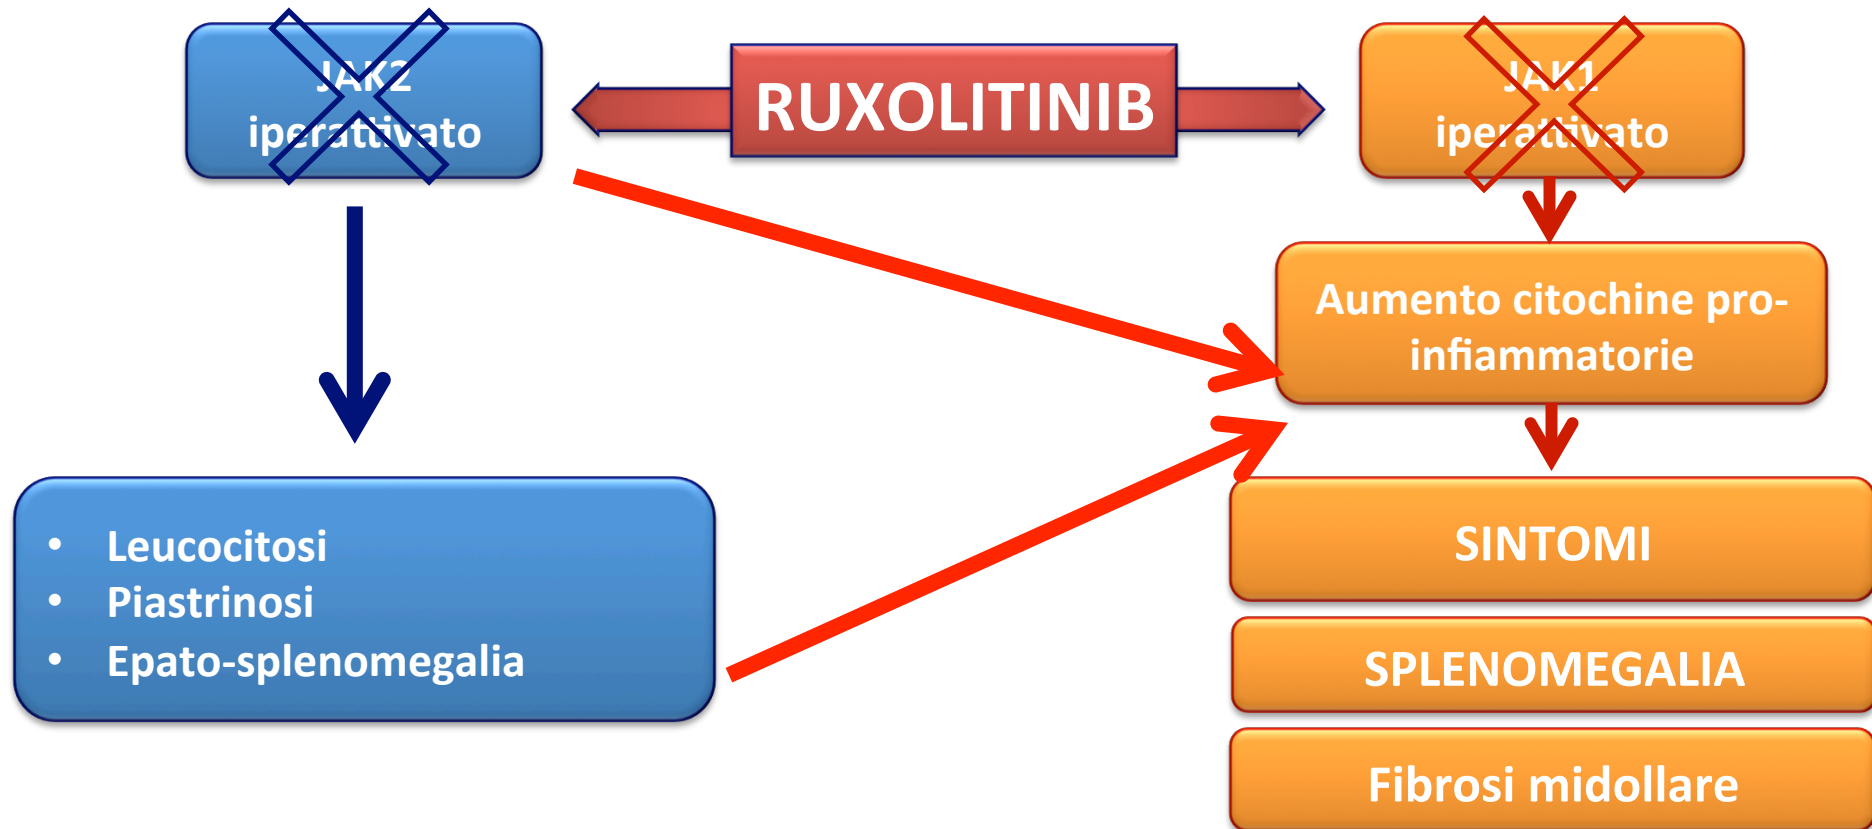 JAK2
iperattivato
RUXOLITINIB
JAK1
iperattivato
Aumento citochine pro-
infiammatorie
• Leucocitosi
• Piastrinosi
• Epato-splenomegalia
SINTOMI
SPLENOMEGALIA
Fibrosi midollare